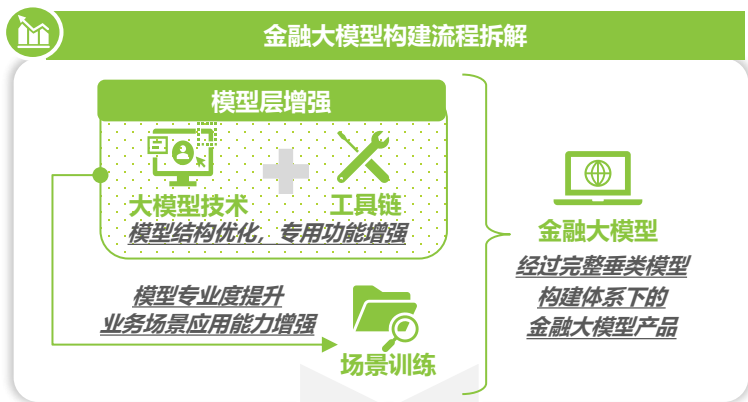 金融大模型构建流程拆解
模型层增强
大模型技术
工具链
模型结构优化，专用功能增强
模型专业度提升
业务场景应用能力增强
场景训练
金融大模型
经过完整垂类模型
构建体系下的
金融大模型产品